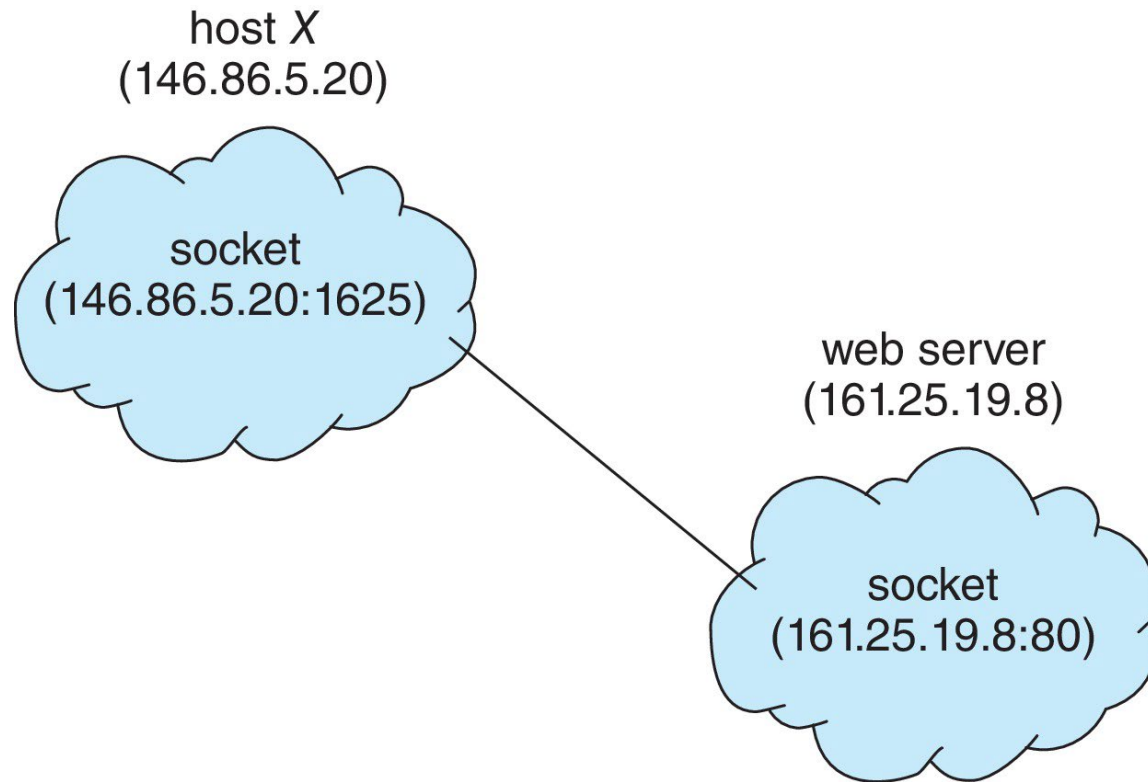 host X
(146.86.5.20)
socket
(146.86.5.20:1625)
web server
(161.25.19.8)
socket
(161.25.19.8:80)